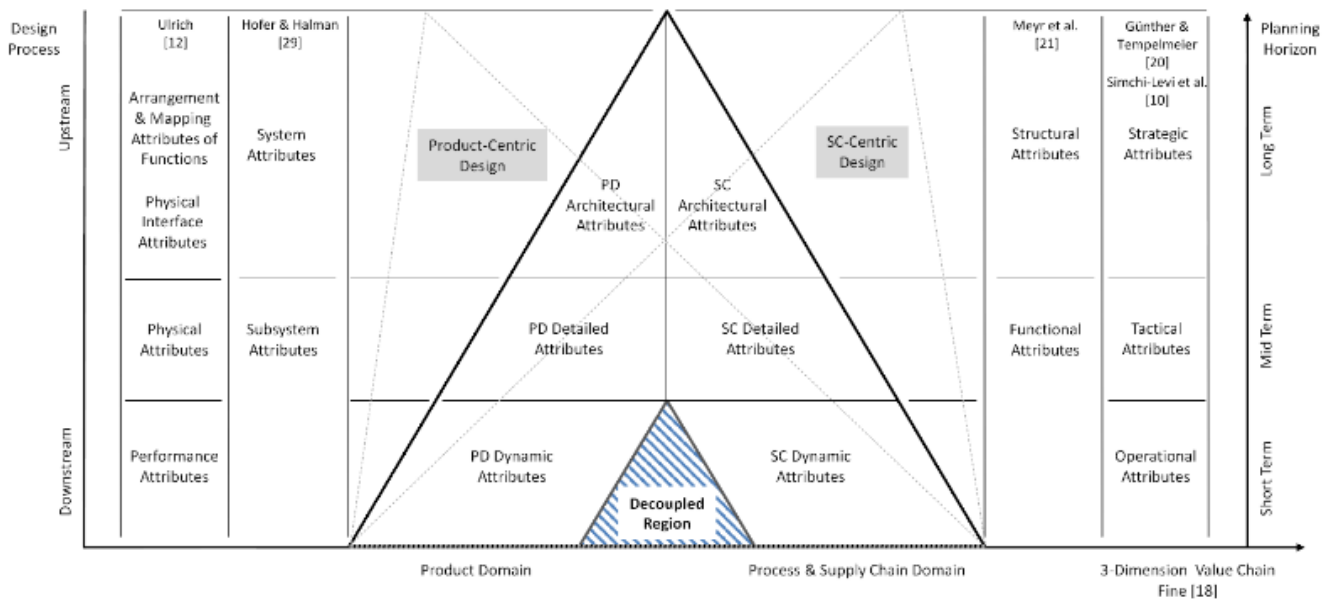 Design
Process
Ulrich
[12]
Hofer & Halman
[29]
Meyr et al.
[21]
Günther &
Tempelmeier
[20]
Simchi-Levi et al.
[10]
Planning
Horizon
Upstream
Arrangement
& Mapping
Attributes of
Functions
Physical
Interface
Attributes
System
Attributes
Product-Centric
Design
PD
Architectural
Attributes
SC
Architectural
Attributes
SC-Centric
Design
Structural
Attributes
Strategic
Attributes
Long Term
Physical
Attributes
Subsystem
Attributes
PD Detailed
Attributes
SC Detailed
Attributes
Functional
Attributes
Tactical
Attributes
Mid Term
Downstream
Performance
Attributes
PD Dynamic
Attributes
Decoupled
Region
SC Dynamic
Attributes
Operational
Attributes
Short Term
Product Domain
Process & Supply Chain Domain
3-Dimension Value Chain
Fine [18]